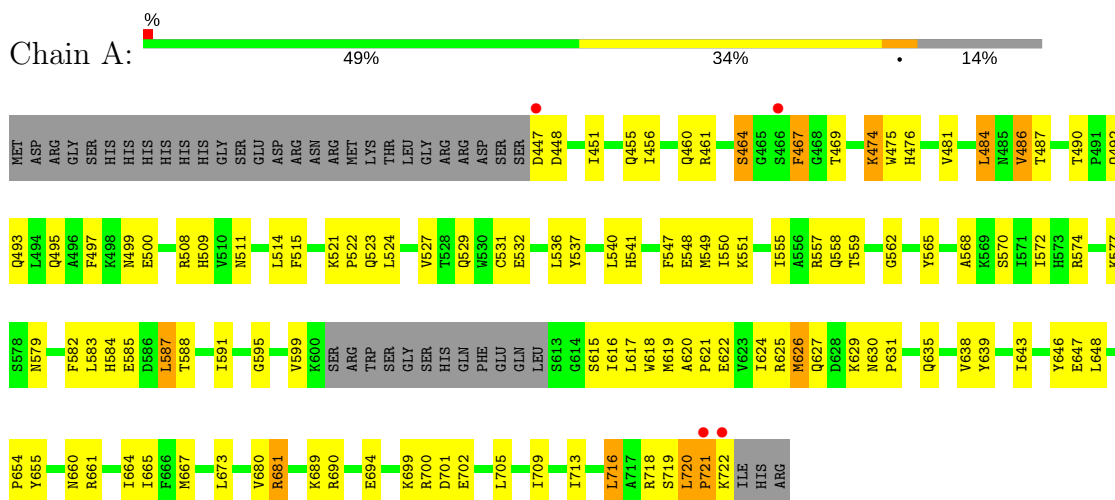 %
Chain A:
49% 34% • 14%
MET ASP ARG GLY SER HIS HIS HIS HIS HIS HIS GLY SER GLU ASP ARG ASN ARG MET LYS THR LEU GLY ARG ARG ASP SER SER D447 D448 I451 Q455 I456 Q460 R461 S464 G465 S466 F467 G468 T469 K474 W475 H476 V481 L484 N485 V486 T487 T490 P491 Q492
Q493 L494 Q495 A496 F497 K498 N499 E500 R508 H509 V510 N511 L514 F515 K521 P522 Q523 L524 V527 T528 Q529 W530 C531 E532 L536 Y537 L540 H541 F547 E548 M549 I550 K551 I555 A556 R557 Q558 T559 G562 Y565 A568 K569 S570 I571 I572 H573 R574 K577
S578 N579 F582 L583 H584 E585 D586 L587 T588 I591 G595 V599 K600 SER ARG TRP SER GLY SER HIS GLN PHE GLU GLN LEU S613 G614 S615 I616 L617 W618 M619 A620 P621 E622 V623 I624 R625 M626 Q627 D628 K629 N630 P631 Q635 V638 Y639 I643 Y646 E647 L648
P654 Y655 N660 R661 I664 I665 F666 M667 L673 V680 R681 K689 R690 E694 K699 R700 D701 E702 L705 I709 I713 L716 A717 R718 S719 L720 P721 K722 ILE HIS ARG